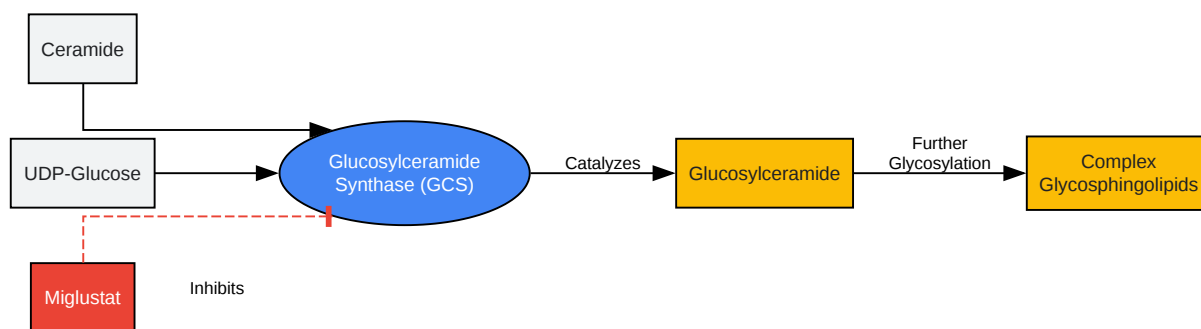 Ceramide
UDP-Glucose
Glucosylceramide
Synthase (GCS)
Catalyzes
Glucosylceramide
Further
Glycosylation
Complex
Glycosphingolipids
Miglustat
Inhibits